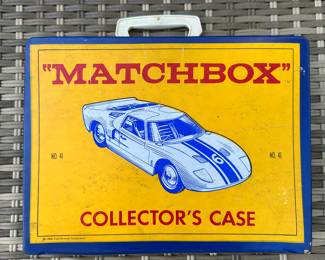 "MATCHBOX"
6
NO. 41
NO. 41
COLLECTOR'S CASE